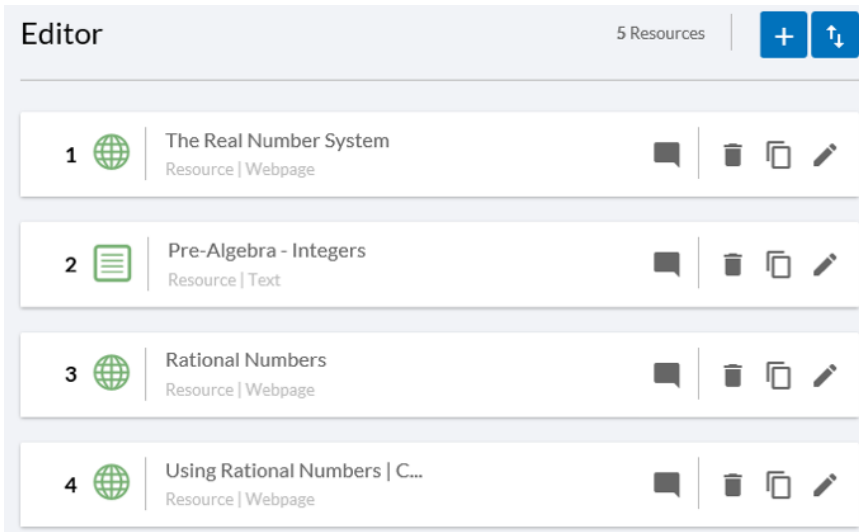 Editor
5 Resources
1
The Real Number System
Resource | Webpage
2
Pre-Algebra - Integers
Resource | Text
3
Rational Numbers
Resource | Webpage
4
Using Rational Numbers | C...
Resource | Webpage